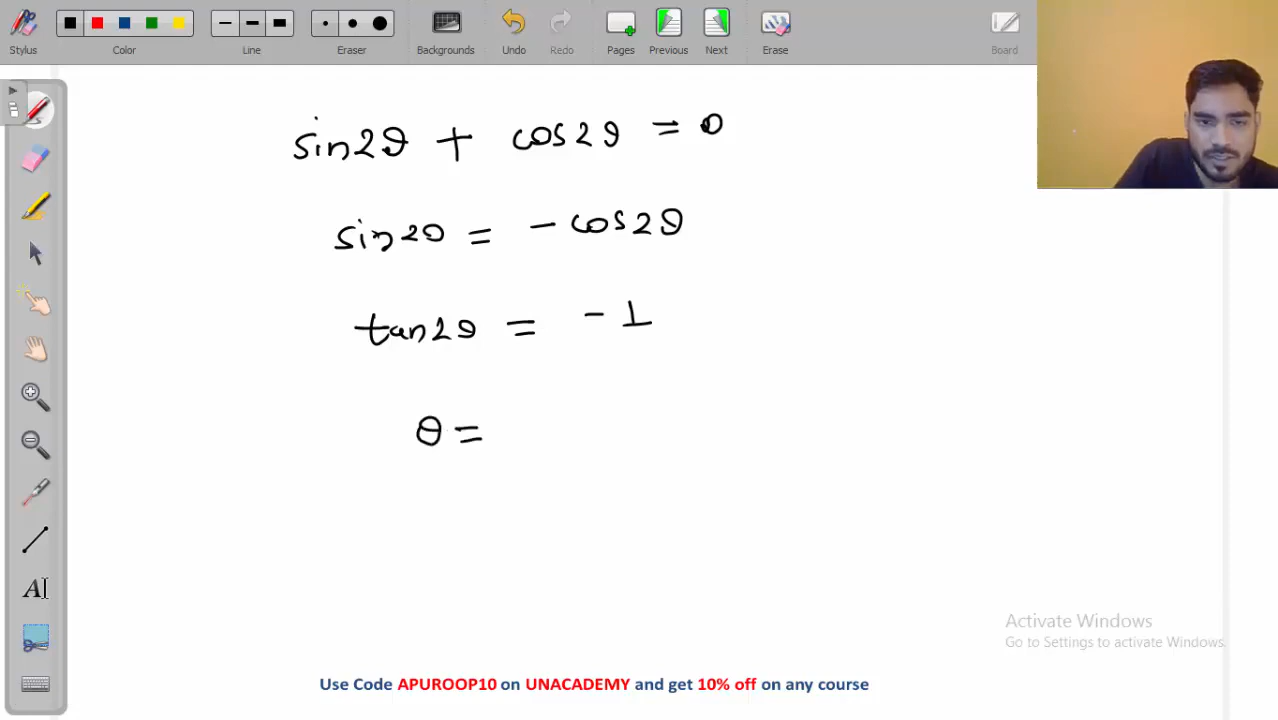 Stylus Color Line Eraser Backgrounds Undo Redo Pages Previous Next Erase Board
sin2θ + cos2θ = 0
sin2θ = - cos2θ
tan2θ = - 1
θ =
A
Activate Windows
Go to Settings to activate Windows.
Use Code APUROOP10 on UNACADEMY and get 10% off on any course